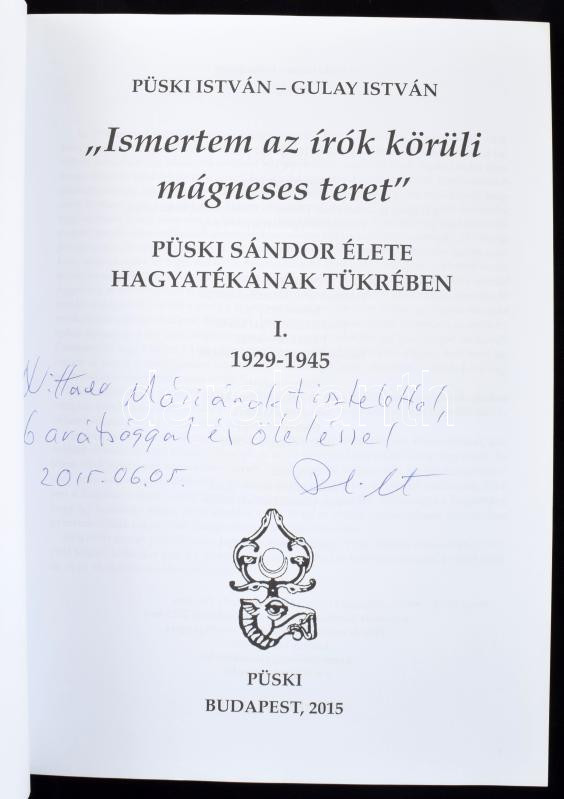 PÜSKI ISTVÁN – GULAY ISTVÁN
„Ismertem az írók körüli
mágneses teret”
PÜSKI SÁNDOR ÉLETE
HAGYATÉKÁNAK TÜKRÉBEN
I.
1929-1945
Máriának tisztelettel,
barátsággal és öleléssel
2015.06.05.
PÜSKI
BUDAPEST, 2015